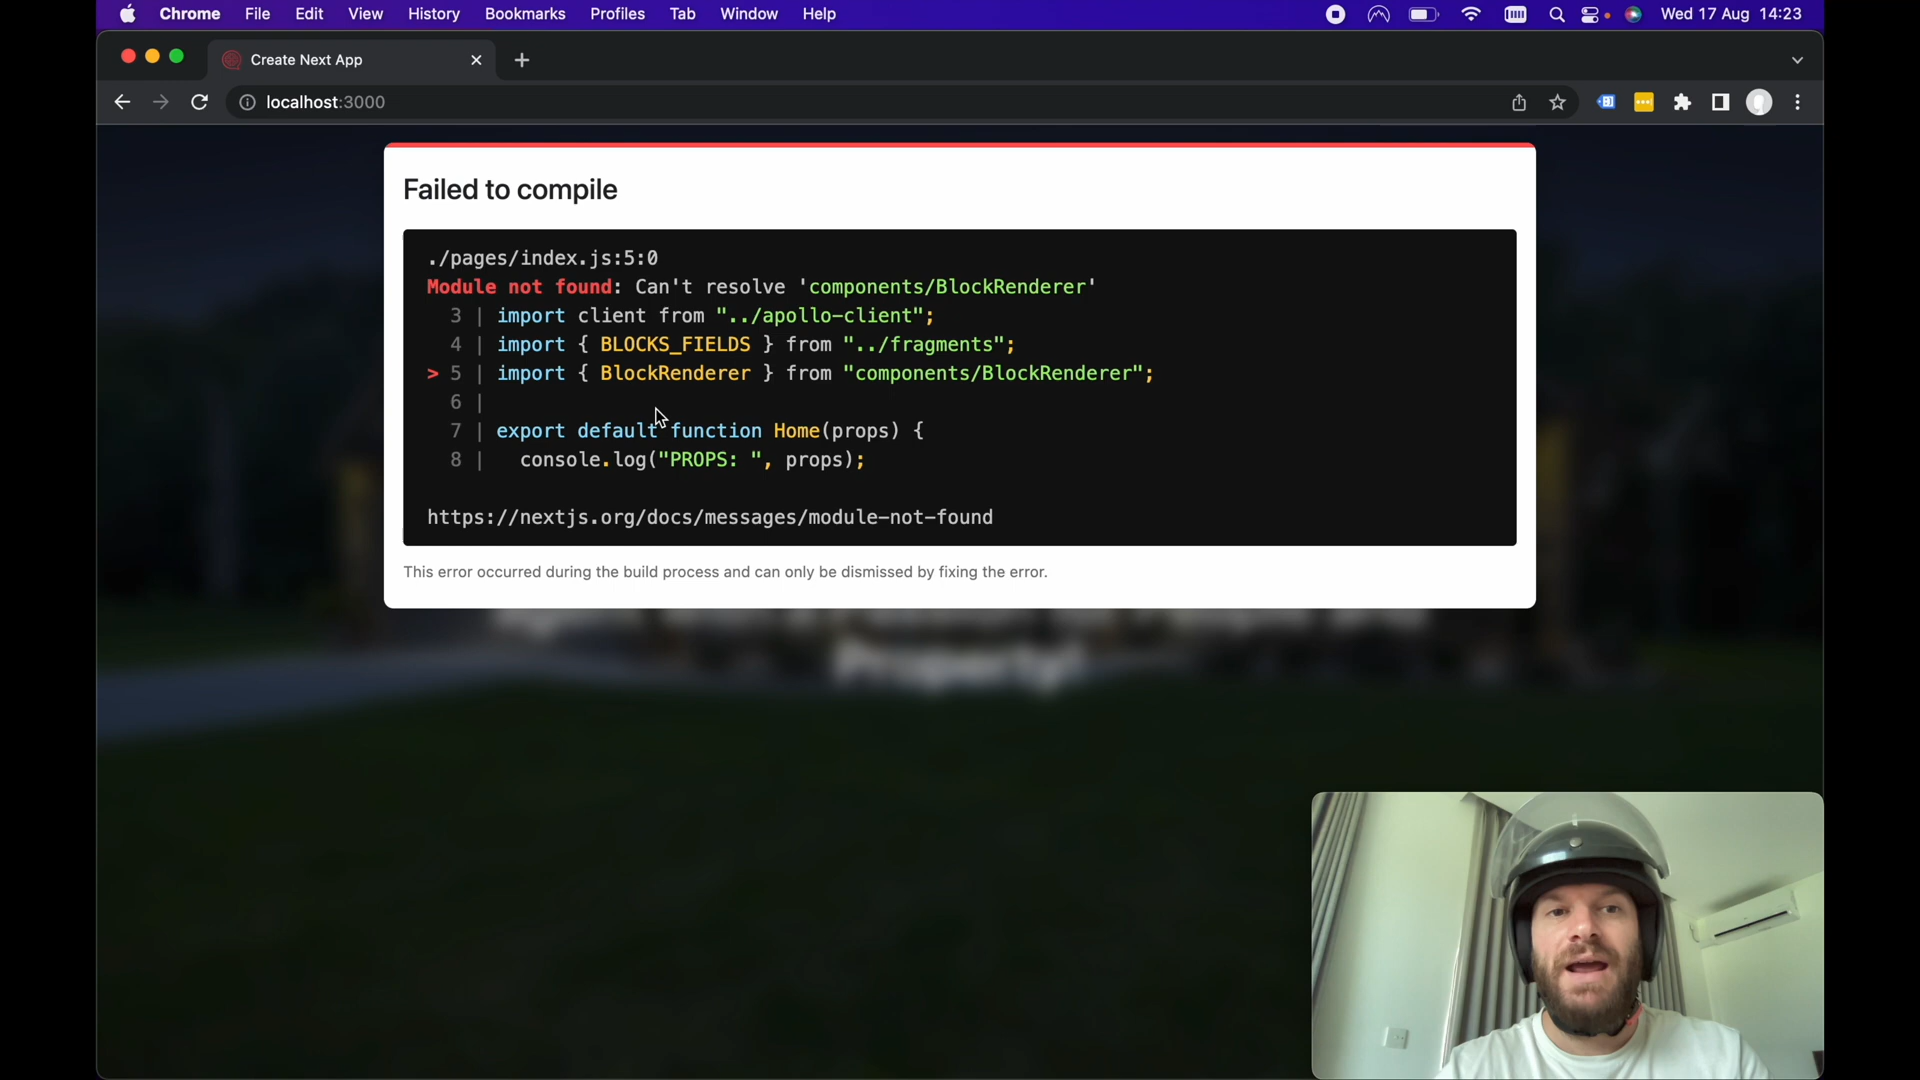 Chrome File Edit View History Bookmarks Profiles Tab Window Help Wed 17 Aug 14:23
Create Next App
localhost:3000
Failed to compile
./pages/index.js:5:0
Module not found: Can't resolve 'components/BlockRenderer'
3 | import client from "../apollo-client";
4 | import { BLOCKS_FIELDS } from "../fragments";
> 5 | import { BlockRenderer } from "components/BlockRenderer";
6 |
7 | export default function Home(props) {
8 | console.log("PROPS: ", props);
https://nextjs.org/docs/messages/module-not-found
This error occurred during the build process and can only be dismissed by fixing the error.
Property!